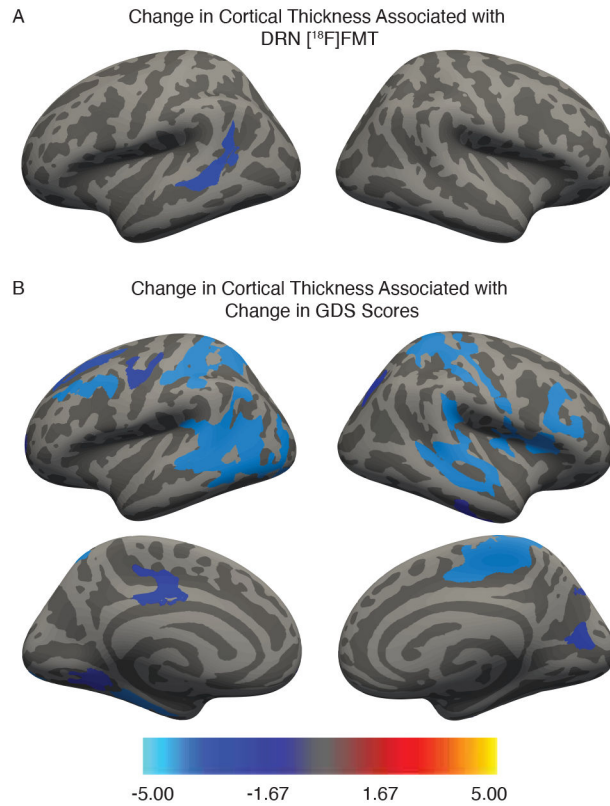 A
Change in Cortical Thickness Associated with
DRN [¹⁸F]FMT
B
Change in Cortical Thickness Associated with
Change in GDS Scores
-5.00 -1.67 1.67 5.00